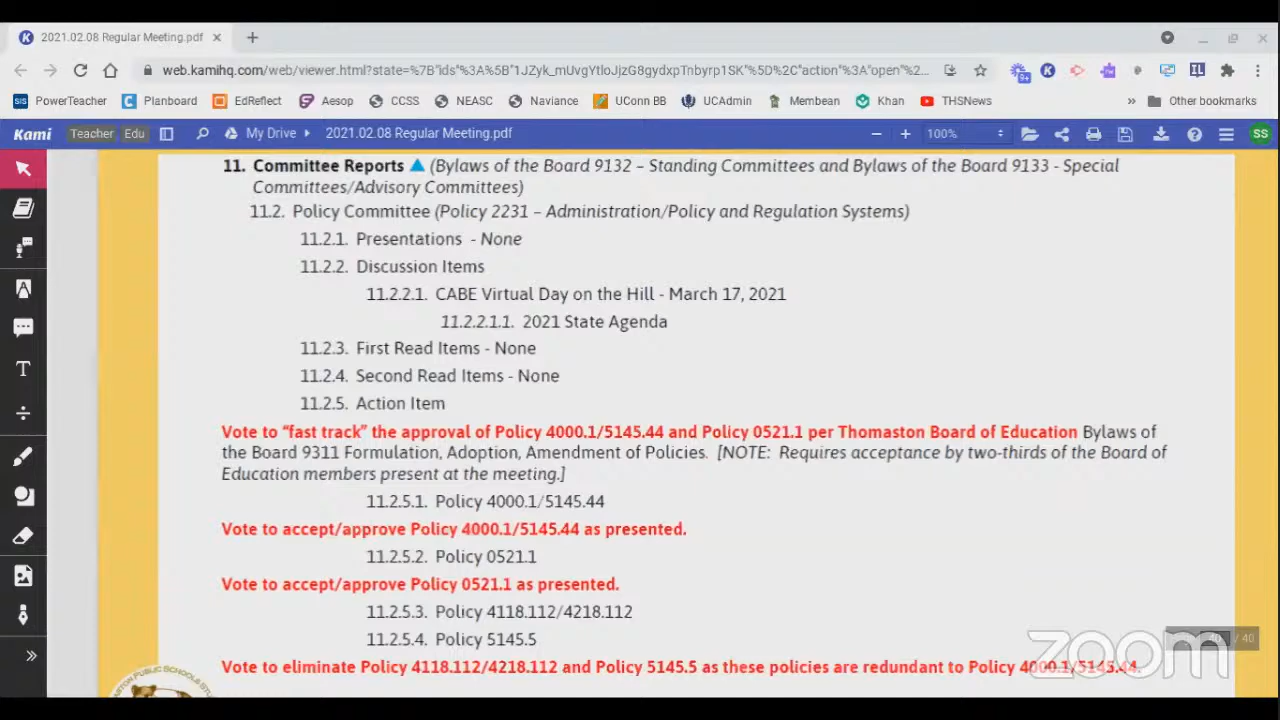 2021.02.08 Regular Meeting.pdf
web.kamihq.com/web/viewer.html?state=%7B"ids"%3A%5B"1JZyk_mUvgYtloJjzG8gydxpTnbyrp1SK"%5D%2C"action"%3A"open"%2...
PowerTeacher Planboard EdReflect Aesop CCSS NEASC Naviance UConn BB UCAdmin Membean Khan THSNews » Other bookmarks
Kami Teacher Edu My Drive 2021.02.08 Regular Meeting.pdf 100% SS
11. Committee Reports (Bylaws of the Board 9132 – Standing Committees and Bylaws of the Board 9133 - Special
Committees/Advisory Committees)
11.2. Policy Committee (Policy 2231 – Administration/Policy and Regulation Systems)
11.2.1. Presentations - None
11.2.2. Discussion Items
11.2.2.1. CABE Virtual Day on the Hill - March 17, 2021
11.2.2.1.1. 2021 State Agenda
11.2.3. First Read Items - None
11.2.4. Second Read Items - None
11.2.5. Action Item
Vote to “fast track” the approval of Policy 4000.1/5145.44 and Policy 0521.1 per Thomaston Board of Education Bylaws of
the Board 9311 Formulation, Adoption, Amendment of Policies. [NOTE: Requires acceptance by two-thirds of the Board of
Education members present at the meeting.]
11.2.5.1. Policy 4000.1/5145.44
Vote to accept/approve Policy 4000.1/5145.44 as presented.
11.2.5.2. Policy 0521.1
Vote to accept/approve Policy 0521.1 as presented.
11.2.5.3. Policy 4118.112/4218.112
11.2.5.4. Policy 5145.5
Vote to eliminate Policy 4118.112/4218.112 and Policy 5145.5 as these policies are redundant to Policy 4000.1/5145.44.
zoom